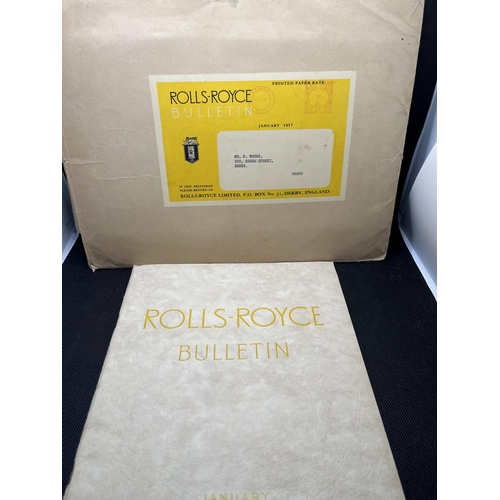 PRINTED PAPER RATE
ROLLS-ROYCE
BULLETIN
JANUARY 1957
IF NOT DELIVERED
PLEASE RETURN TO
ROLLS-ROYCE LIMITED. P.O. BOX No. 31, DERBY, ENGLAND.
ROLLS-ROYCE
BULLETIN
JANUARY